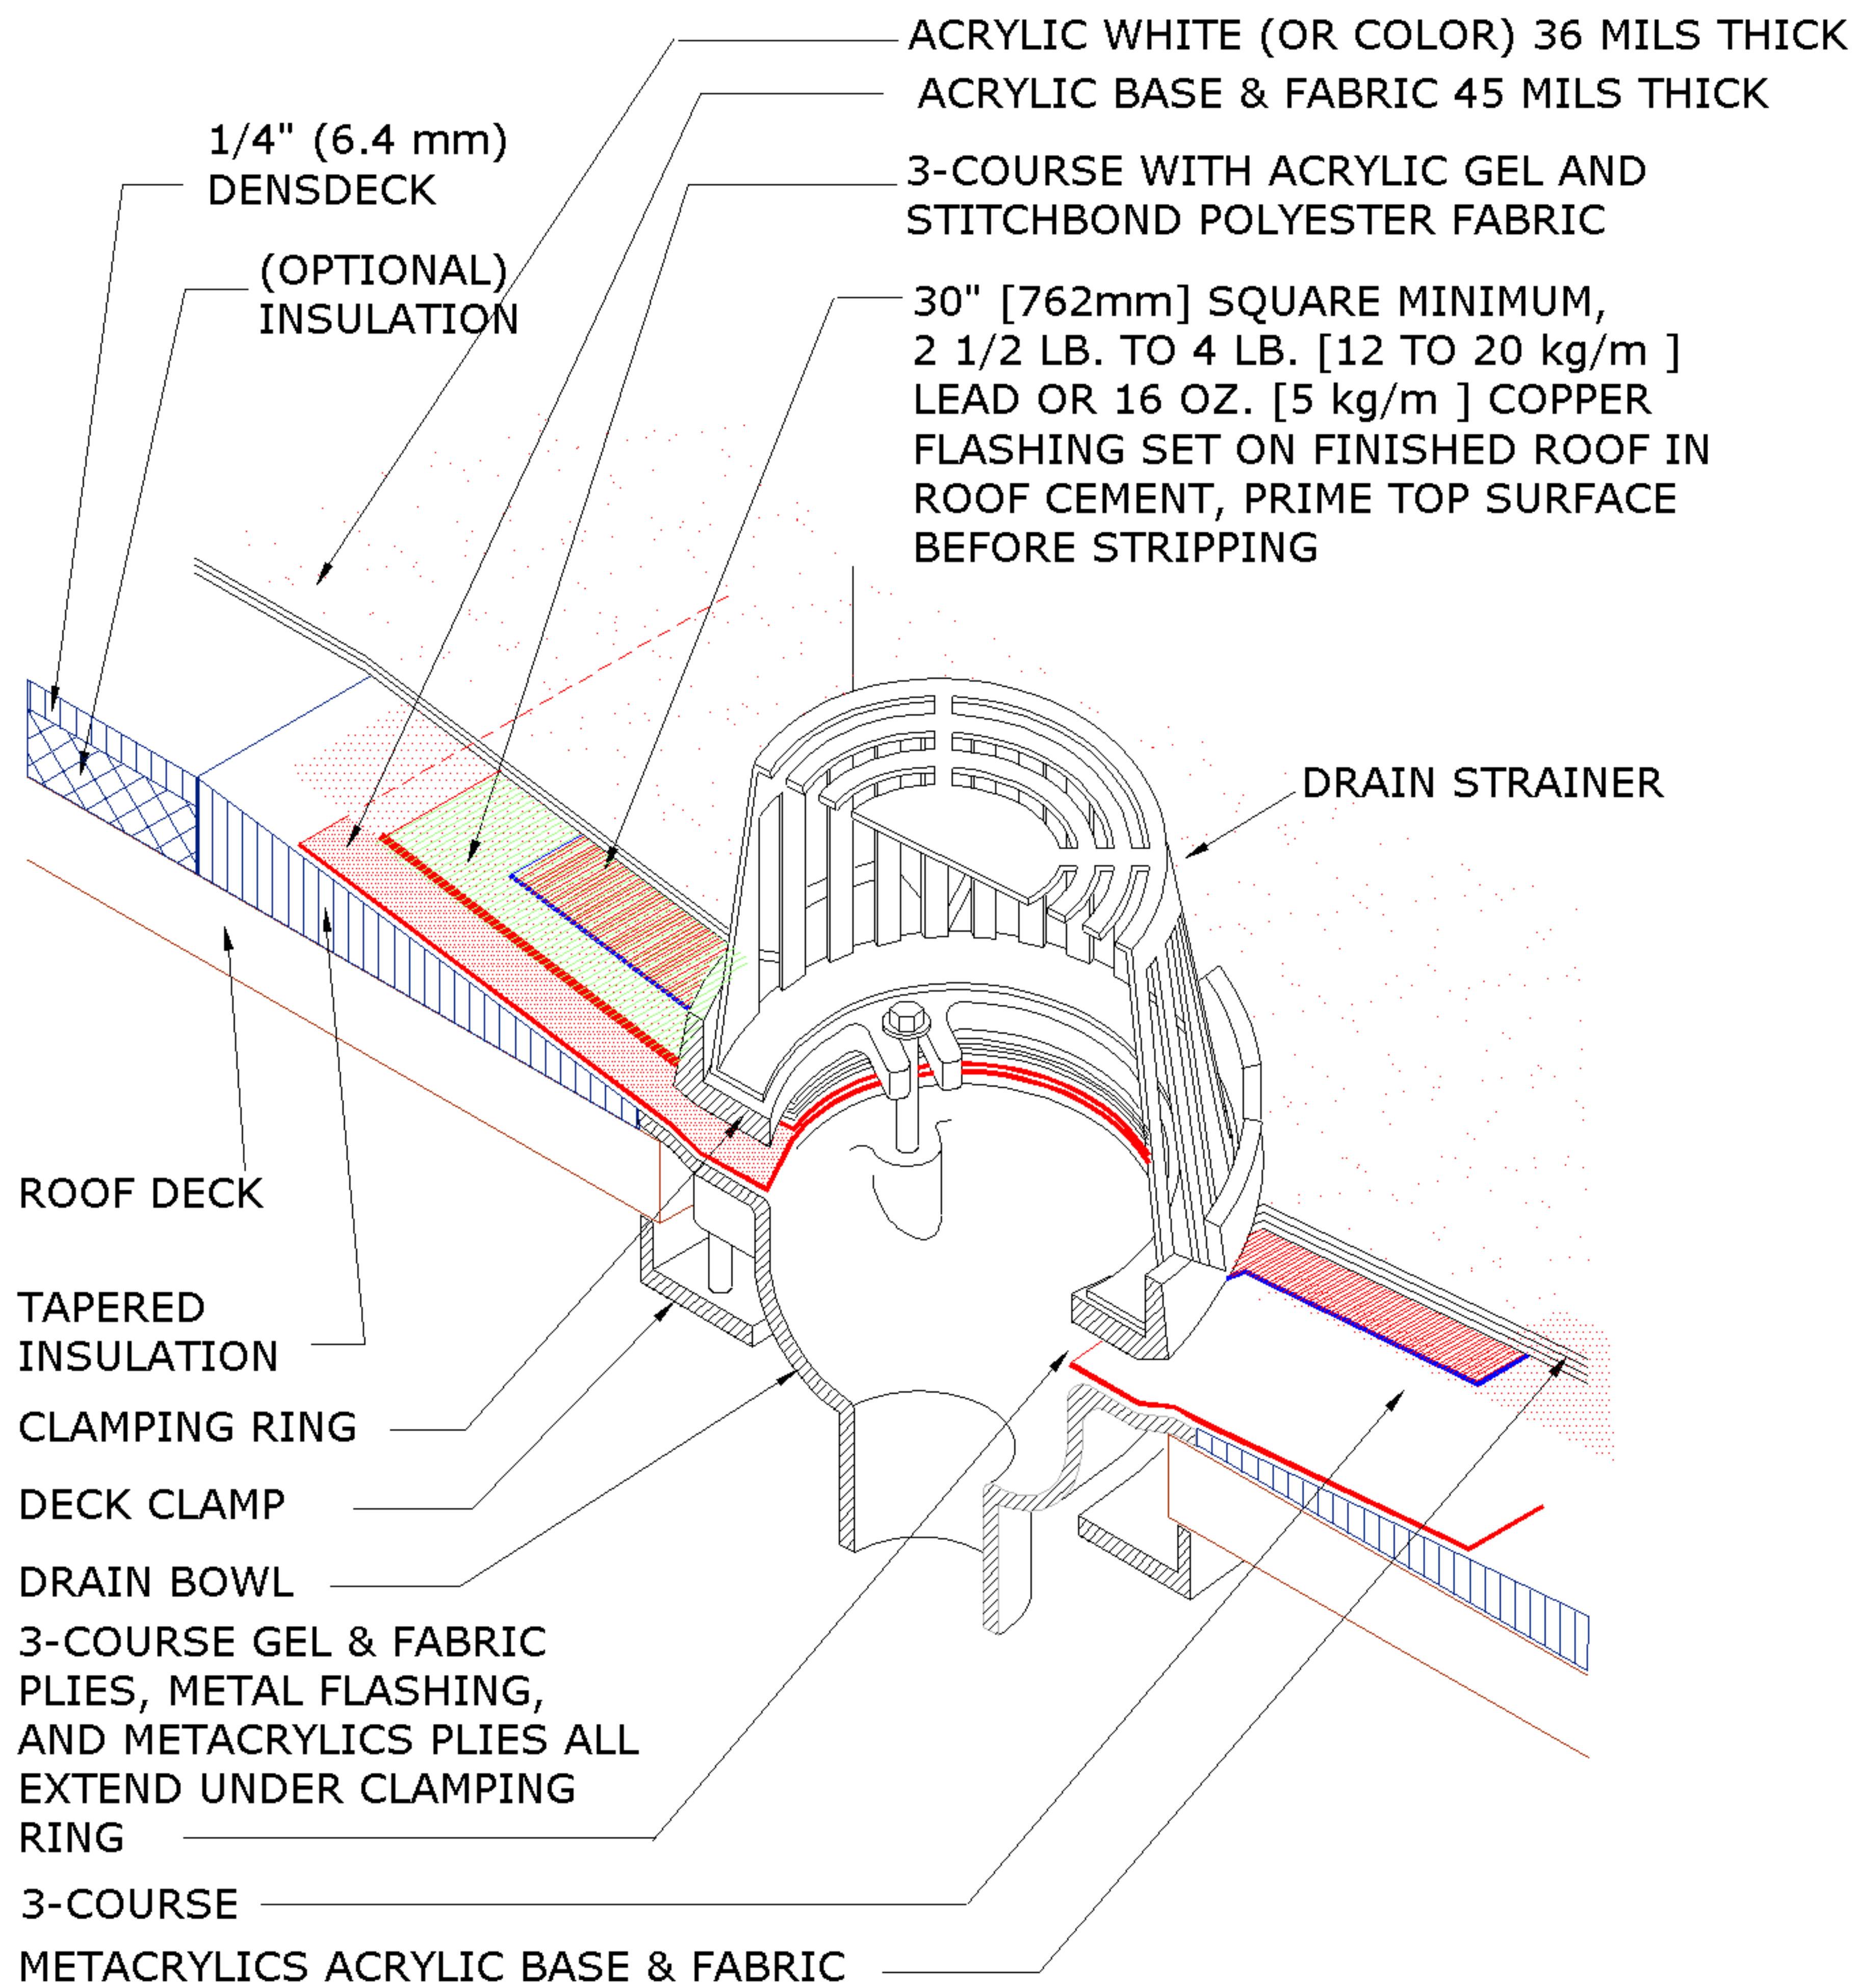 ACRYLIC WHITE (OR COLOR) 36 MILS THICK
ACRYLIC BASE & FABRIC 45 MILS THICK
1/4" (6.4 mm)
DENSDECK
3-COURSE WITH ACRYLIC GEL AND
STITCHBOND POLYESTER FABRIC
(OPTIONAL)
INSULATION
30" [762mm] SQUARE MINIMUM,
2 1/2 LB. TO 4 LB. [12 TO 20 kg/m ]
LEAD OR 16 OZ. [5 kg/m ] COPPER
FLASHING SET ON FINISHED ROOF IN
ROOF CEMENT, PRIME TOP SURFACE
BEFORE STRIPPING
DRAIN STRAINER
ROOF DECK
TAPERED
INSULATION
CLAMPING RING
DECK CLAMP
DRAIN BOWL
3-COURSE GEL & FABRIC
PLIES, METAL FLASHING,
AND METACRYLICS PLIES ALL
EXTEND UNDER CLAMPING
RING
3-COURSE
METACRYLICS ACRYLIC BASE & FABRIC